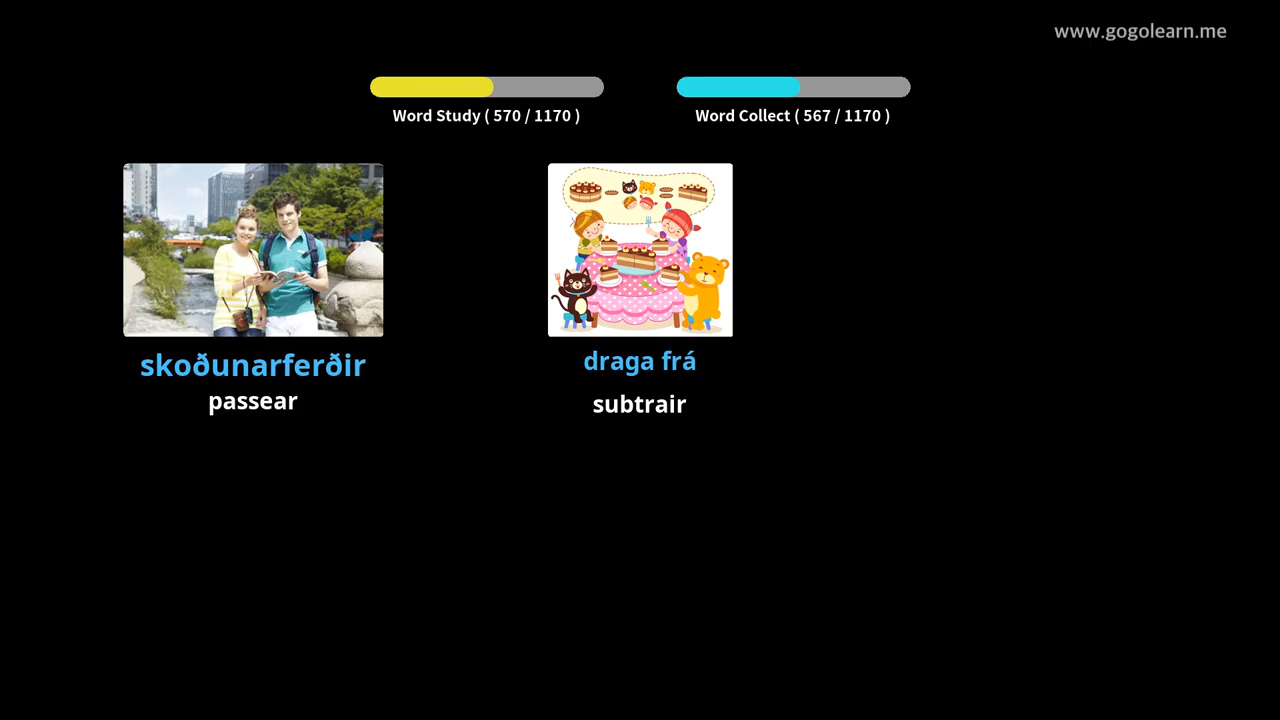 www.gogolearn.me
Word Study ( 570 / 1170 )
Word Collect ( 567 / 1170 )
skoðunarferðir
passear
draga frá
subtrair